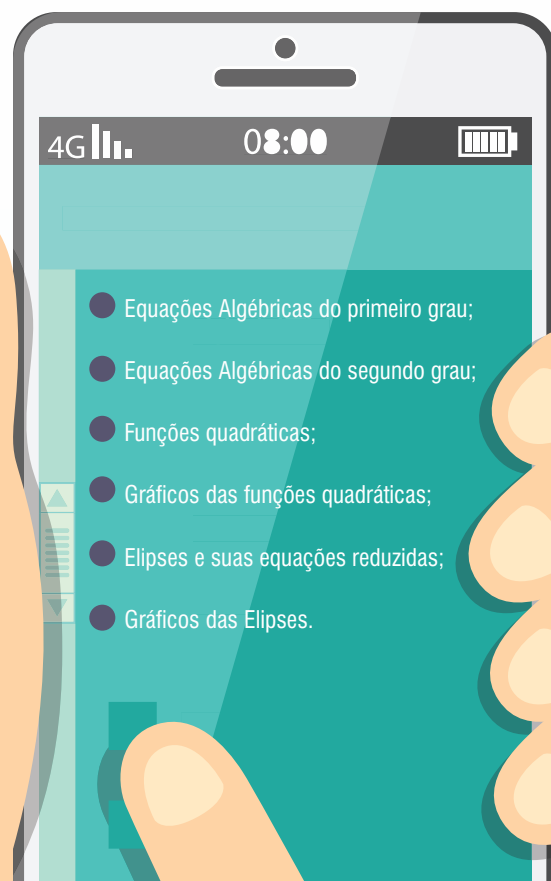 4G 08:00
Equações Algébricas do primeiro grau;
Equações Algébricas do segundo grau;
Funções quadráticas;
Gráficos das funções quadráticas;
Elipses e suas equações reduzidas;
Gráficos das Elipses.